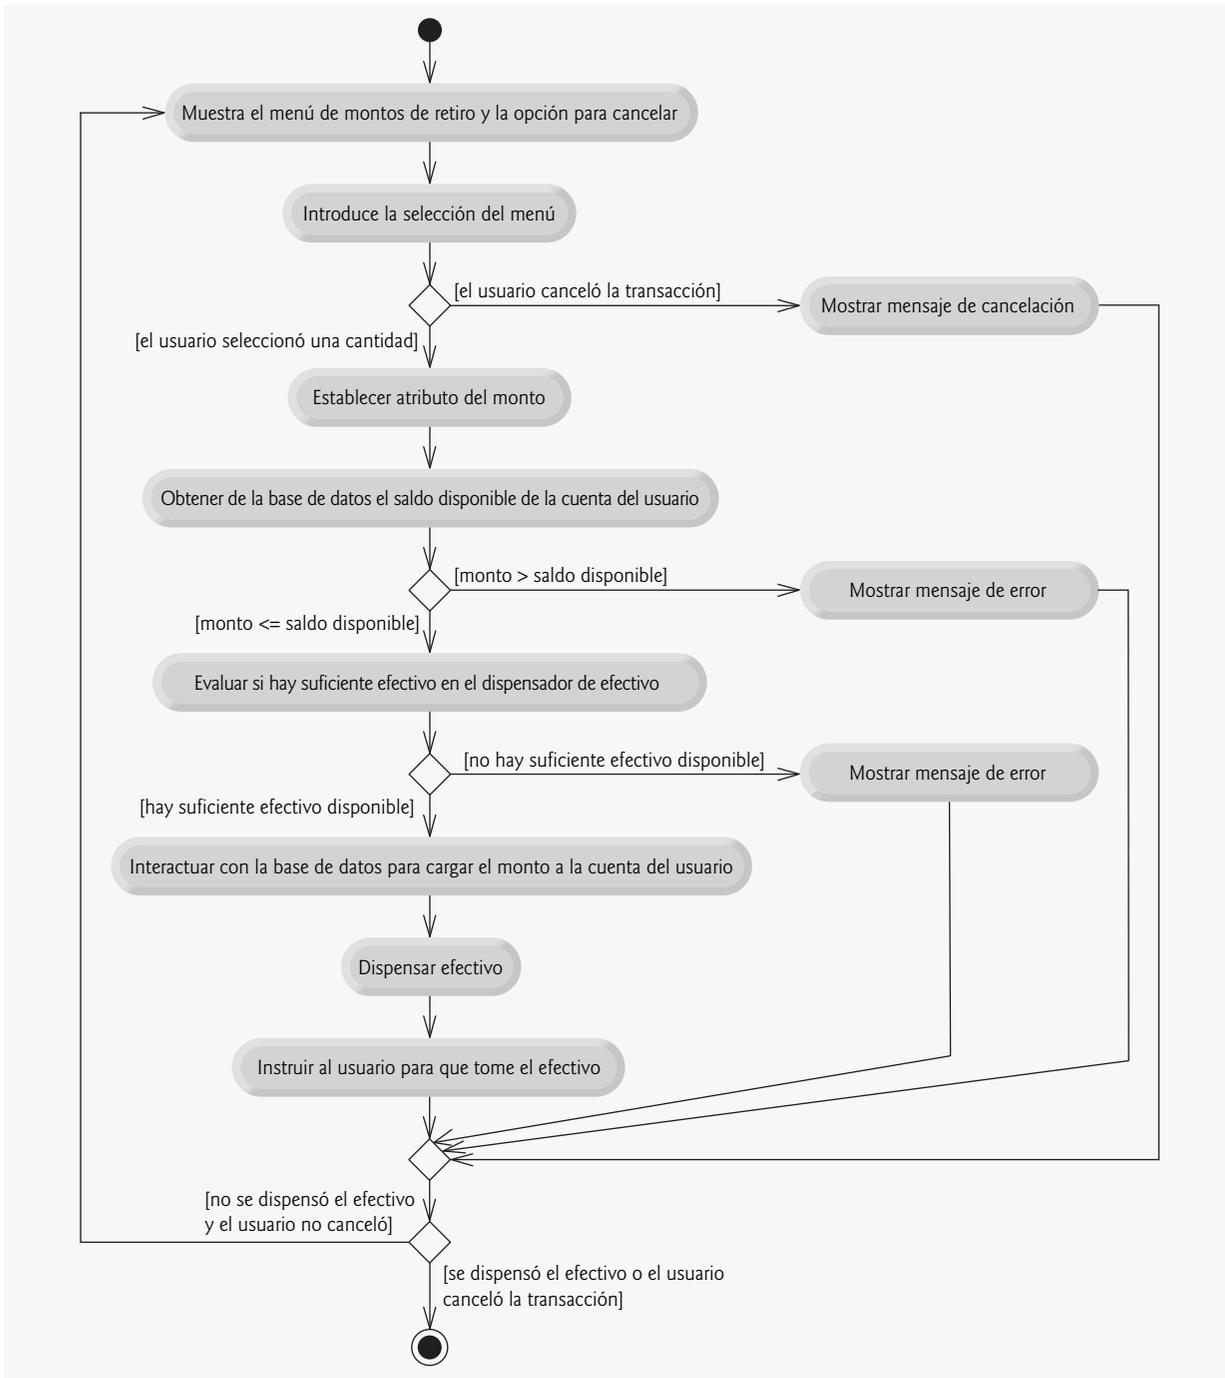 Muestra el menú de montos de retiro y la opción para cancelar
Introduce la selección del menú
[el usuario canceló la transacción]
Mostrar mensaje de cancelación
[el usuario seleccionó una cantidad]
Establecer atributo del monto
Obtener de la base de datos el saldo disponible de la cuenta del usuario
[monto > saldo disponible]
Mostrar mensaje de error
[monto <= saldo disponible]
Evaluar si hay suficiente efectivo en el dispensador de efectivo
[no hay suficiente efectivo disponible]
Mostrar mensaje de error
[hay suficiente efectivo disponible]
Interactuar con la base de datos para cargar el monto a la cuenta del usuario
Dispensar efectivo
Instruir al usuario para que tome el efectivo
[no se dispensó el efectivo
y el usuario no canceló]
[se dispensó el efectivo o el usuario
canceló la transacción]